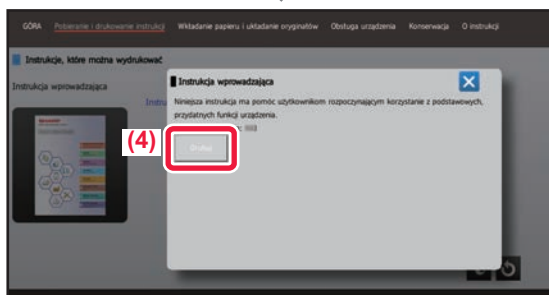 GÓRA Pobieranie i drukowanie instrukcji Wkładanie papieru i układanie oryginałów Obsługa urządzenia Konserwacja O instrukcji
Instrukcje, które można wydrukować
Instrukcja wprowadzająca
Instrukcja wprowadzająca
Niniejsza instrukcja ma pomóc użytkownikom rozpoczynającym korzystanie z podstawowych,
przydatnych funkcji urządzenia.
(4)
Drukuj